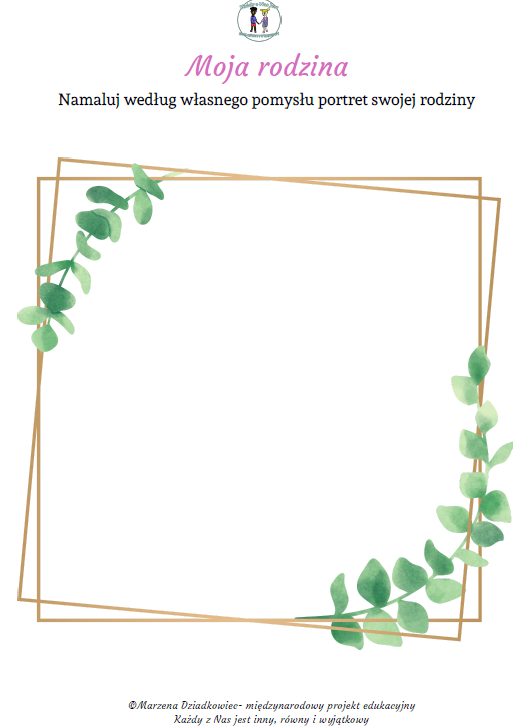 Moja rodzina
Namaluj według własnego pomysłu portret swojej rodziny
©Marzena Dziadkowiec- międzynarodowy projekt edukacyjny
Każdy z Nas jest inny, równy i wyjątkowy